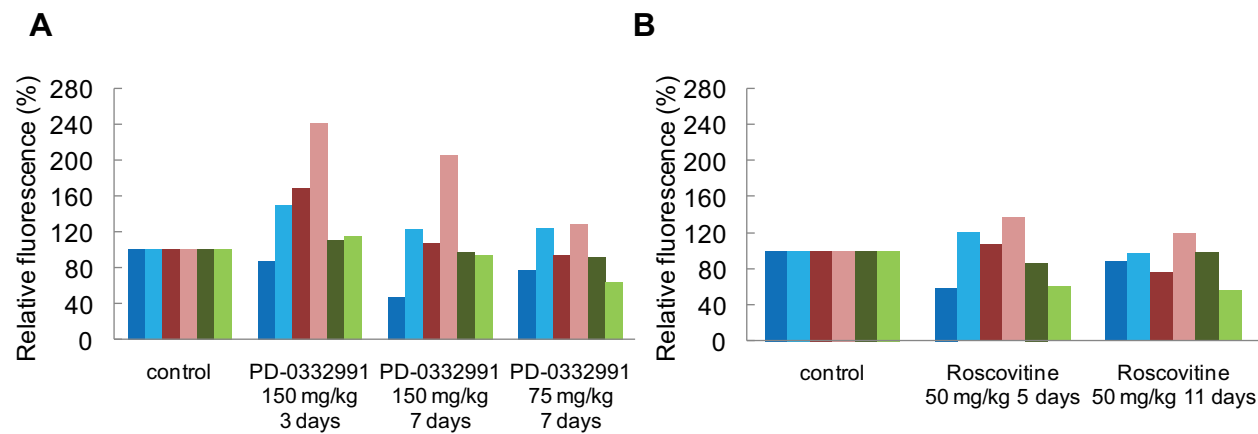 A
Relative fluorescence (%)
280
240
200
160
120
80
40
0
control
PD-0332991
150 mg/kg
3 days
PD-0332991
150 mg/kg
7 days
PD-0332991
75 mg/kg
7 days
B
Relative fluorescence (%)
280
240
200
160
120
80
40
0
control
Roscovitine
50 mg/kg 5 days
Roscovitine
50 mg/kg 11 days